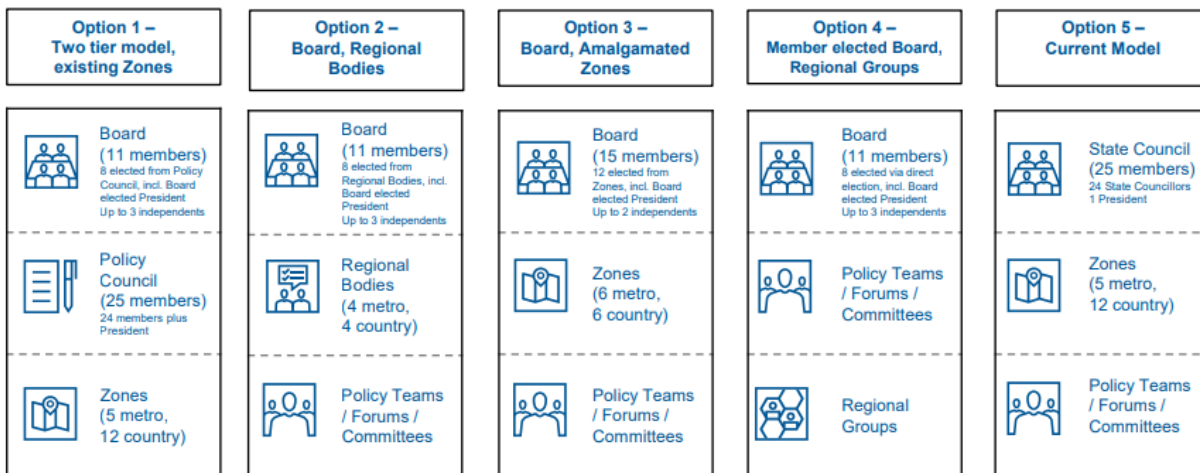 Option 1 –
Two tier model,
existing Zones
Option 2 –
Board, Regional
Bodies
Option 3 –
Board, Amalgamated
Zones
Option 4 –
Member elected Board,
Regional Groups
Option 5 –
Current Model
Board
(11 members)
8 elected from Policy
Council, incl. Board
elected President
Up to 3 independents
Policy
Council
(25 members)
24 members plus
President
Zones
(5 metro,
12 country)
Board
(11 members)
8 elected from
Regional Bodies, incl.
Board elected
President
Up to 3 independents
Regional
Bodies
(4 metro,
4 country)
Policy Teams
/ Forums /
Committees
Board
(15 members)
12 elected from
Zones, incl. Board
elected President
Up to 2 independents
Zones
(6 metro,
6 country)
Policy Teams
/ Forums /
Committees
Board
(11 members)
8 elected via direct
election, incl. Board
elected President
Up to 3 independents
Policy Teams
/ Forums /
Committees
Regional
Groups
State Council
(25 members)
24 State Councillors
1 President
Zones
(5 metro,
12 country)
Policy Teams
/ Forums /
Committees